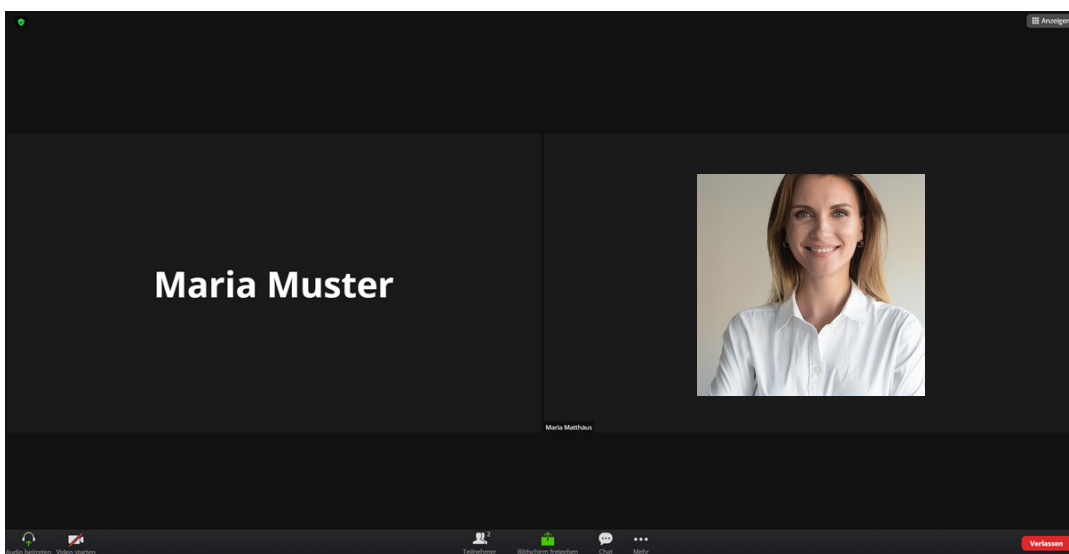 Anzeigen
Maria Muster
Maria Matthäus
Audio beitreten
Video starten
Teilnehmer
2
Bildschirm freigeben
Chat
Mehr
Verlassen